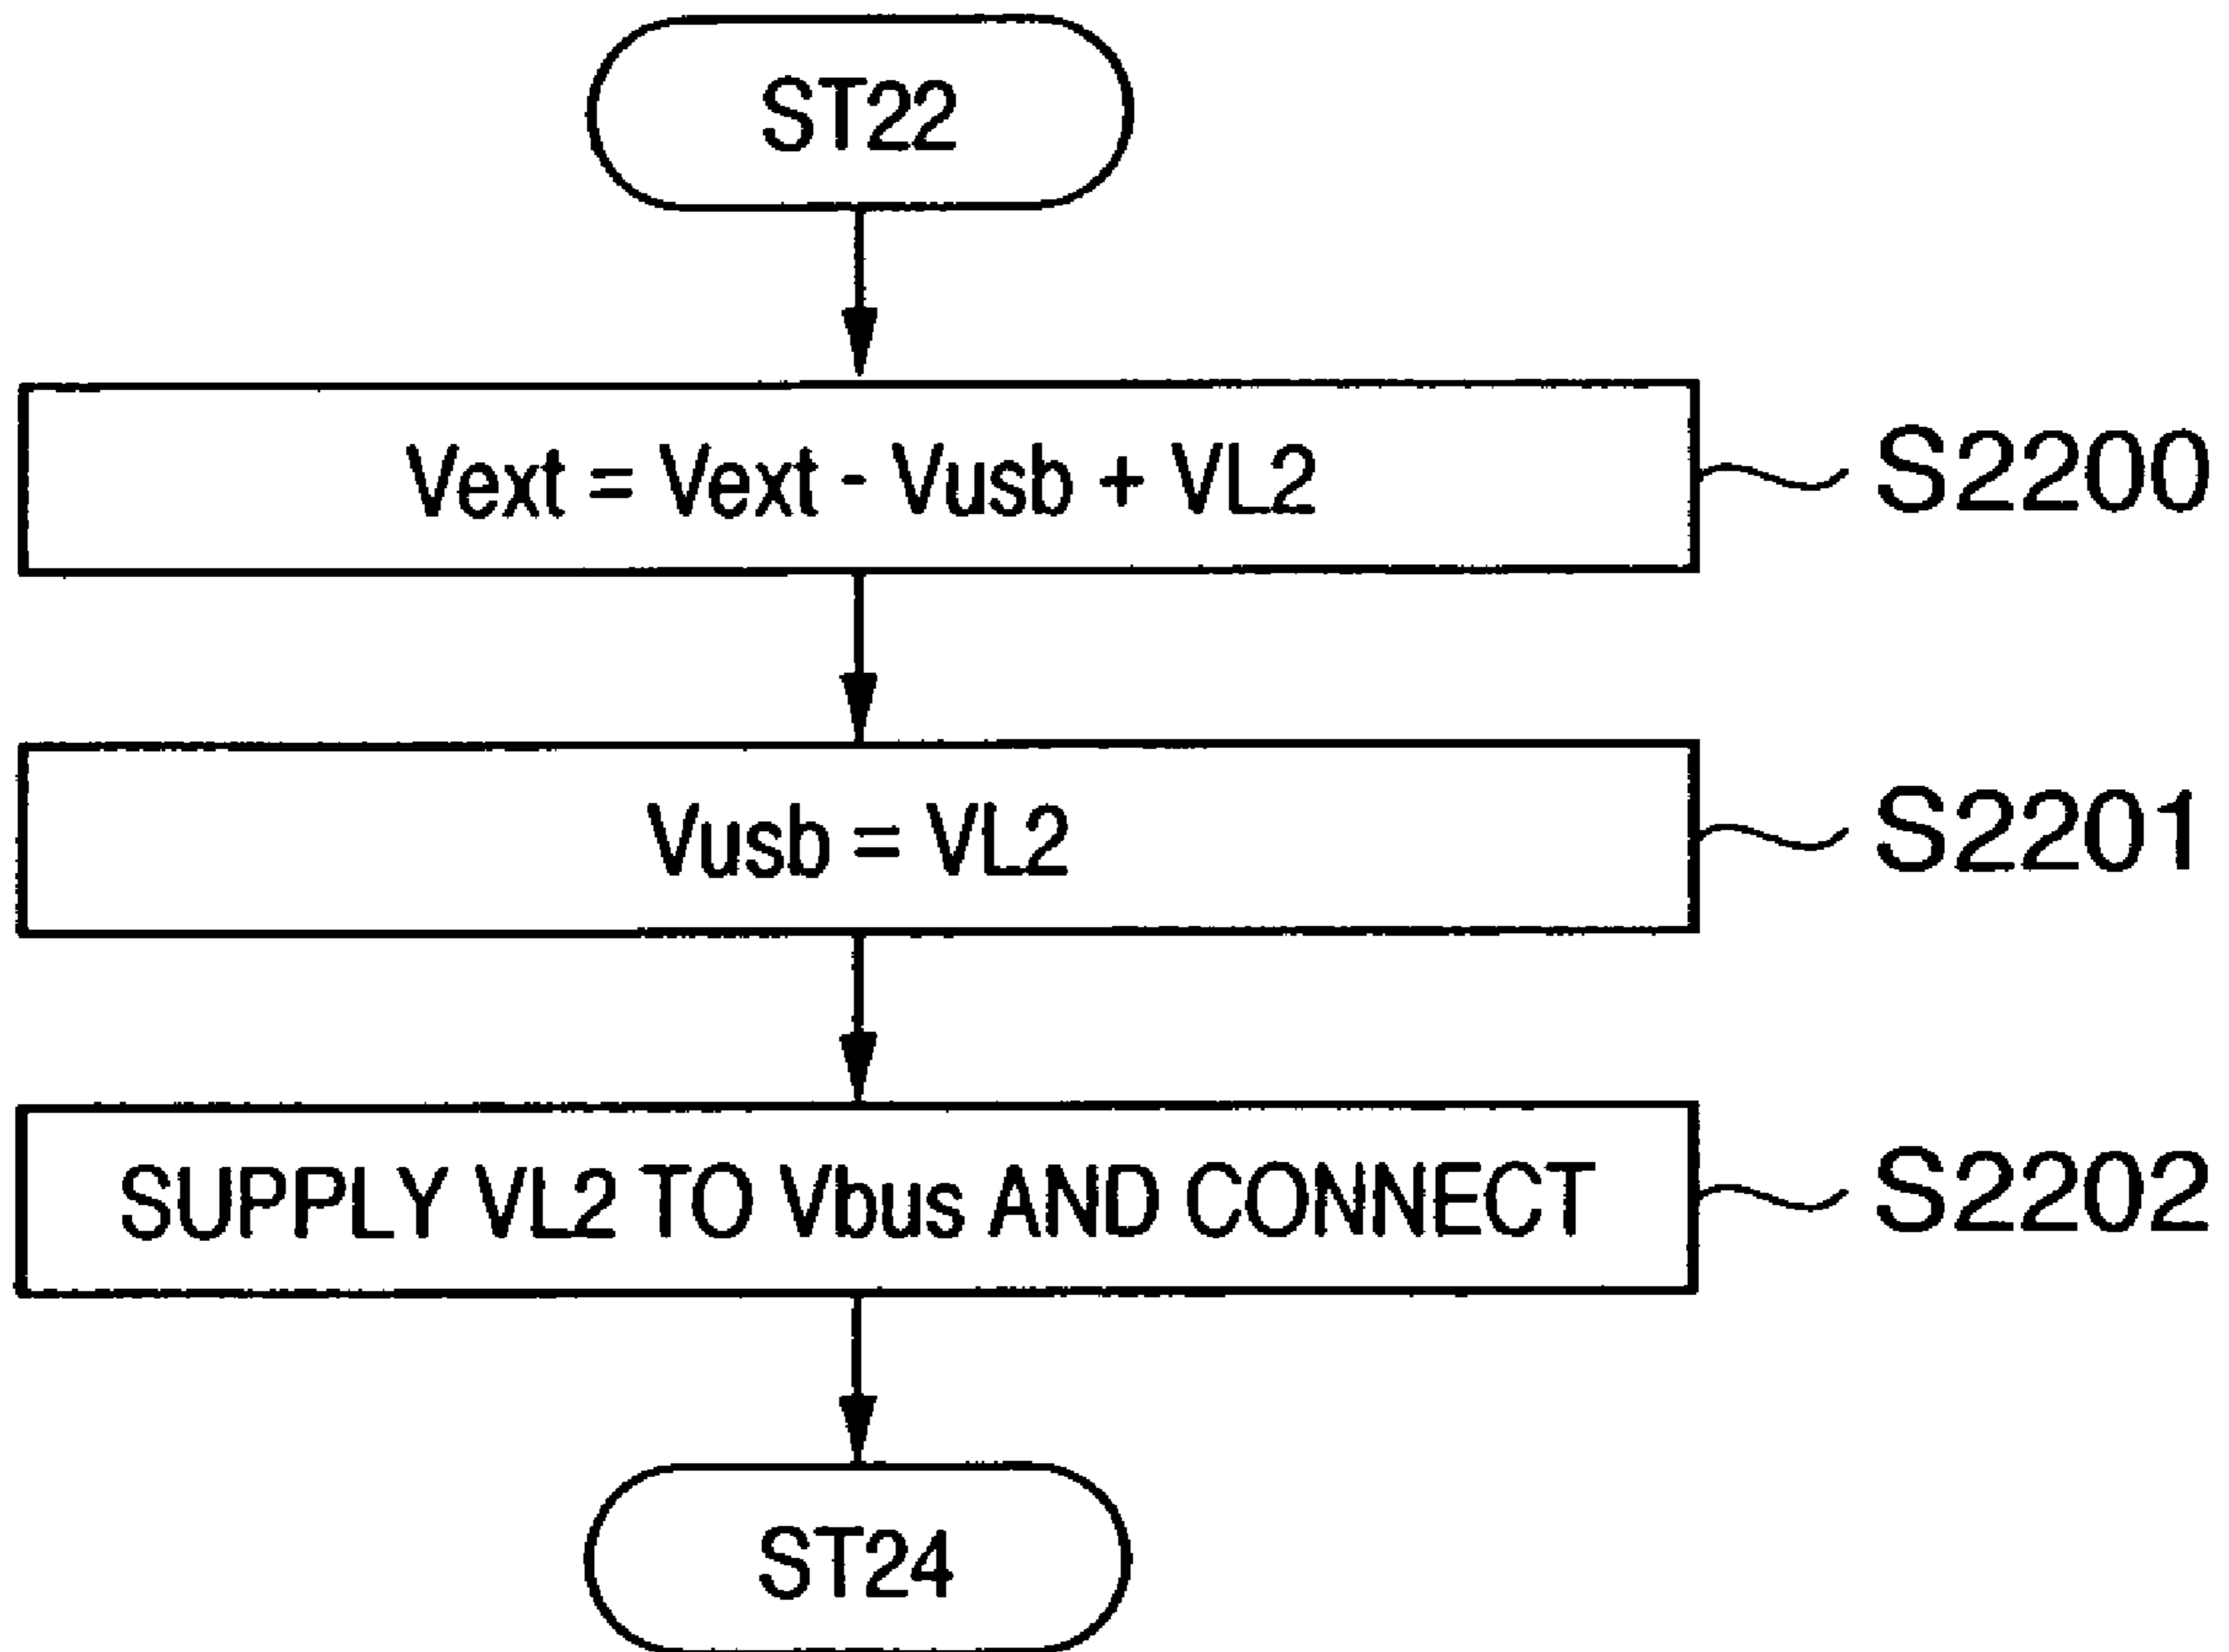 ST22
Vext = Vext - Vusb + VL2
S2200
Vusb = VL2
S2201
SUPPLY VL2 TO Vbus AND CONNECT
S2202
ST24